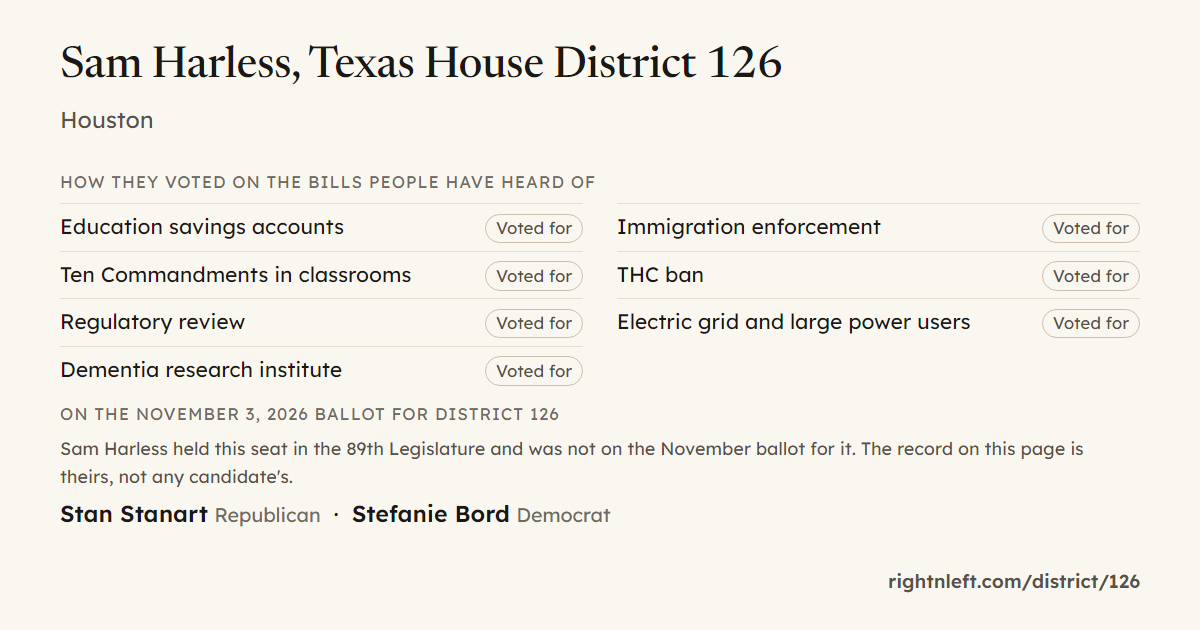 Sam Harless, Texas House District 126
Houston
HOW THEY VOTED ON THE BILLS PEOPLE HAVE HEARD OF
Education savings accounts Voted for
Immigration enforcement Voted for
Ten Commandments in classrooms Voted for
THC ban Voted for
Regulatory review Voted for
Electric grid and large power users Voted for
Dementia research institute Voted for
ON THE NOVEMBER 3, 2026 BALLOT FOR DISTRICT 126
Sam Harless held this seat in the 89th Legislature and was not on the November ballot for it. The record on this page is
theirs, not any candidate's.
Stan Stanart Republican · Stefanie Bord Democrat
rightnleft.com/district/126